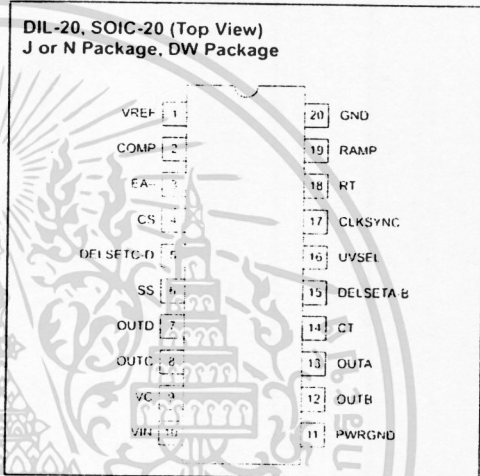 DIL-20, SOIC-20 (Top View)
J or N Package, DW Package
VREF 1
20 GND
COMP 2
19 RAMP
EA- 3
18 RT
CS 4
17 CLKSYNC
DELSETC-D 5
16 UVSEL
SS 6
15 DELSETA-B
OUTD 7
14 CT
OUTC 8
13 OUTA
VC 9
12 OUTB
VIN 10
11 PWRGND